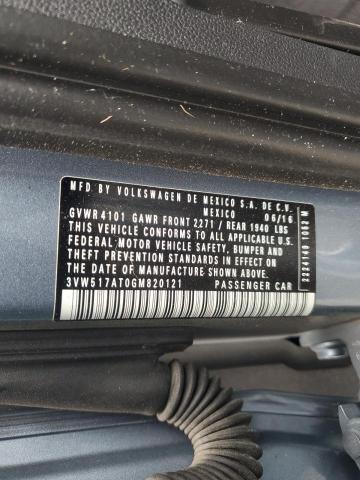 MFD BY VOLKSWAGEN DE MEXICO S.A. DE C.V.
MEXICO 06/16
GVWR 4101 GAWR FRONT 2271 / REAR 1940 LBS
THIS VEHICLE CONFORMS TO ALL APPLICABLE U.S.
FEDERAL MOTOR VEHICLE SAFETY, BUMPER AND
THEFT PREVENTION STANDARDS IN EFFECT ON
THE DATE OF MANUFACTURE SHOWN ABOVE
3VW517AT0GM820121 PASSENGER CAR
2224140 1062 M